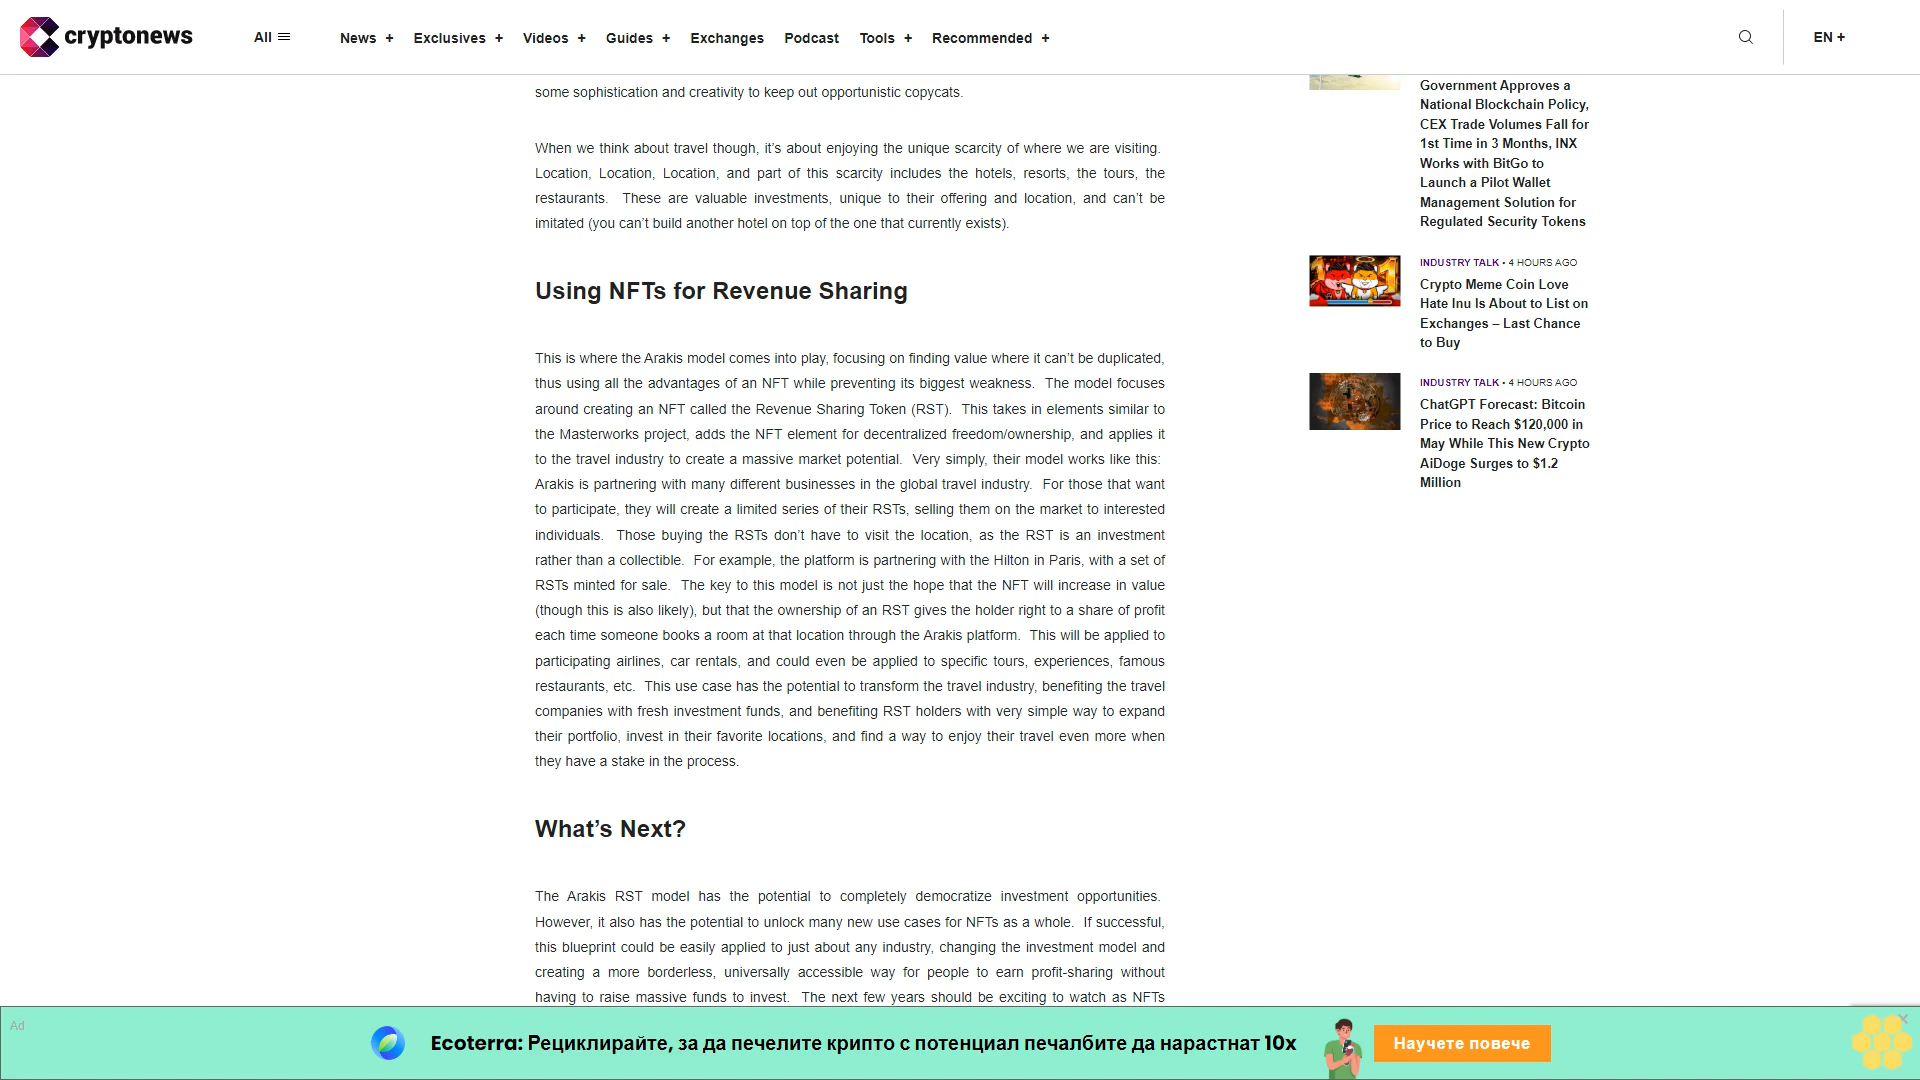 cryptonews
All
News +
Exclusives +
Videos +
Guides +
Exchanges
Podcast
Tools +
Recommended +
EN +
some sophistication and creativity to keep out opportunistic copycats.
When we think about travel though, it’s about enjoying the unique scarcity of where we are visiting.
Location, Location, Location, and part of this scarcity includes the hotels, resorts, the tours, the
restaurants. These are valuable investments, unique to their offering and location, and can’t be
imitated (you can’t build another hotel on top of the one that currently exists).
Using NFTs for Revenue Sharing
This is where the Arakis model comes into play, focusing on finding value where it can’t be duplicated,
thus using all the advantages of an NFT while preventing its biggest weakness. The model focuses
around creating an NFT called the Revenue Sharing Token (RST). This takes in elements similar to
the Masterworks project, adds the NFT element for decentralized freedom/ownership, and applies it
to the travel industry to create a massive market potential. Very simply, their model works like this:
Arakis is partnering with many different businesses in the global travel industry. For those that want
to participate, they will create a limited series of their RSTs, selling them on the market to interested
individuals. Those buying the RSTs don’t have to visit the location, as the RST is an investment
rather than a collectible. For example, the platform is partnering with the Hilton in Paris, with a set of
RSTs minted for sale. The key to this model is not just the hope that the NFT will increase in value
(though this is also likely), but that the ownership of an RST gives the holder right to a share of profit
each time someone books a room at that location through the Arakis platform. This will be applied to
participating airlines, car rentals, and could even be applied to specific tours, experiences, famous
restaurants, etc. This use case has the potential to transform the travel industry, benefiting the travel
companies with fresh investment funds, and benefiting RST holders with very simple way to expand
their portfolio, invest in their favorite locations, and find a way to enjoy their travel even more when
they have a stake in the process.
What’s Next?
The Arakis RST model has the potential to completely democratize investment opportunities.
However, it also has the potential to unlock many new use cases for NFTs as a whole. If successful,
this blueprint could be easily applied to just about any industry, changing the investment model and
creating a more borderless, universally accessible way for people to earn profit-sharing without
having to raise massive funds to invest. The next few years should be exciting to watch as NFTs
Government Approves a
National Blockchain Policy,
CEX Trade Volumes Fall for
1st Time in 3 Months, INX
Works with BitGo to
Launch a Pilot Wallet
Management Solution for
Regulated Security Tokens
INDUSTRY TALK • 4 HOURS AGO
Crypto Meme Coin Love
Hate Inu Is About to List on
Exchanges – Last Chance
to Buy
INDUSTRY TALK • 4 HOURS AGO
ChatGPT Forecast: Bitcoin
Price to Reach $120,000 in
May While This New Crypto
AiDoge Surges to $1.2
Million
Ad
Ecoterra: Рециклирайте, за да печелите крипто с потенциал печалбите да нарастнат 10x
Научете повече